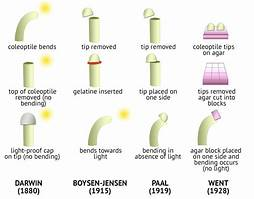 coleoptile bends
tip removed
tip removed
coleoptile tips
on agar
top of coleoptile
removed (no
bending)
gelatine inserted
tip placed on
one side
tips removed
agar cut into
blocks
light-proof cap
on tip (no bending)
bends towards
light
bending in
absence of light
agar block placed
on one side and
bending occurs
(no light)
DARWIN
(1880)
BOYSEN-JENSEN
(1915)
PAAL
(1919)
WENT
(1928)